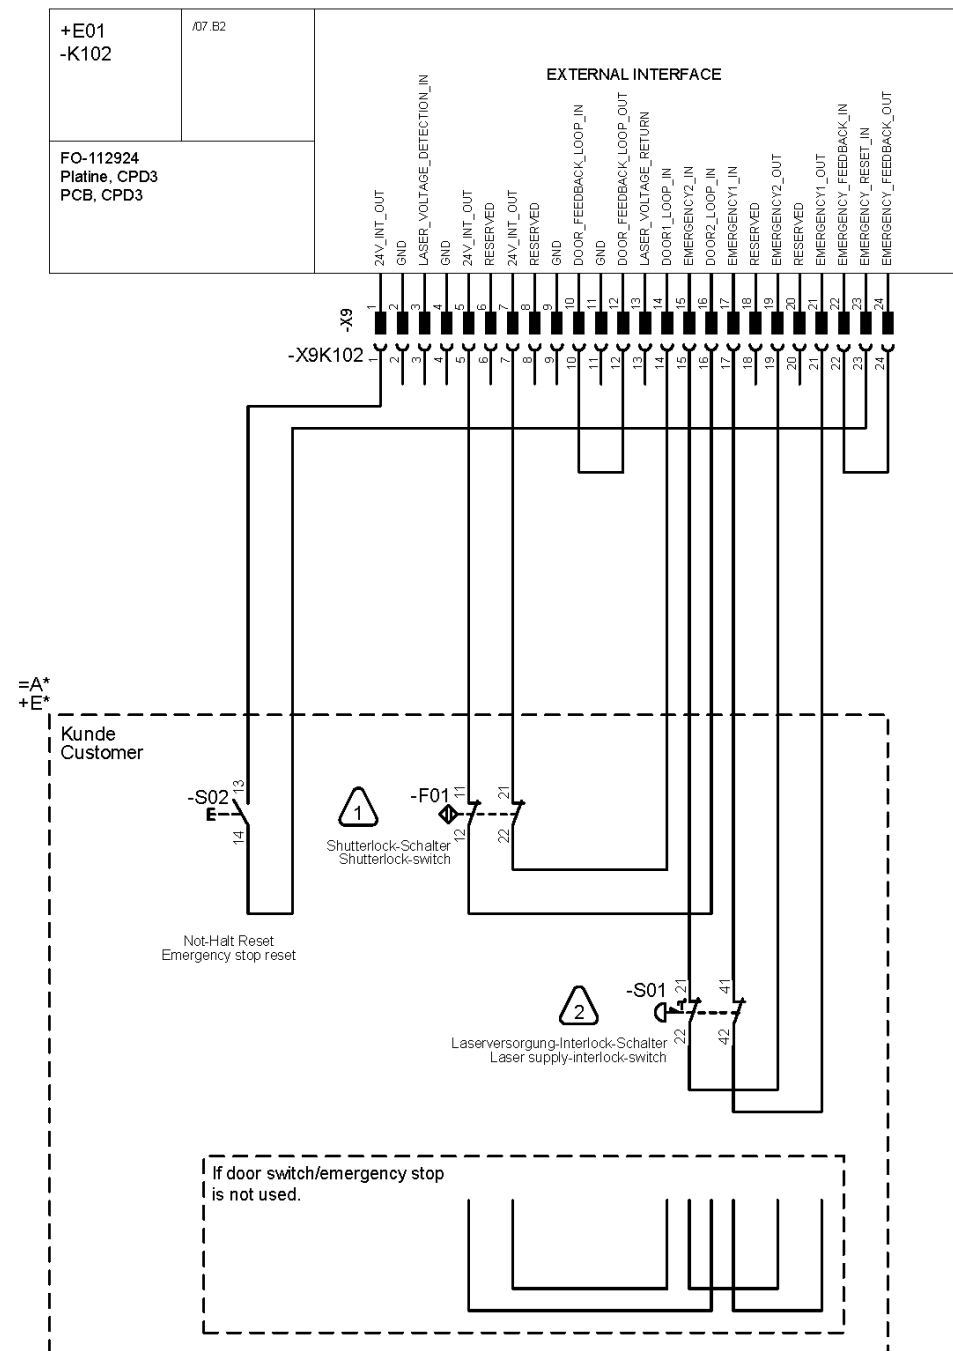 +E01
-K102
/07.B2
EXTERNAL INTERFACE
FO-112924
Platine, CPD3
PCB, CPD3
24V_INT_OUT
GND
LASER_VOLTAGE_DETECTION_IN
GND
24V_INT_OUT
RESERVED
24V_INT_OUT
RESERVED
GND
DOOR_FEEDBACK_LOOP_IN
GND
DOOR_FEEDBACK_LOOP_OUT
LASER_VOLTAGE_RETURN
DOOR1_LOOP_IN
EMERGENCY2_IN
DOOR2_LOOP_IN
EMERGENCY1_IN
RESERVED
EMERGENCY2_OUT
RESERVED
EMERGENCY1_OUT
EMERGENCY_FEEDBACK_IN
EMERGENCY_RESET_IN
EMERGENCY_FEEDBACK_OUT
-X9
1 2 3 4 5 6 7 8 9 10 11 12 13 14 15 16 17 18 19 20 21 22 23 24
-X9K102
1 2 3 4 5 6 7 8 9 10 11 12 13 14 15 16 17 18 19 20 21 22 23 24
=A*
+E*
Kunde
Customer
-S02
13
14
1
-F01
11
12
21
22
Shutterlock-Schalter
Shutterlock-switch
Not-Halt Reset
Emergency stop reset
2
-S01
21
22
41
42
Laserversorgung-Interlock-Schalter
Laser supply-interlock-switch
If door switch/emergency stop
is not used.